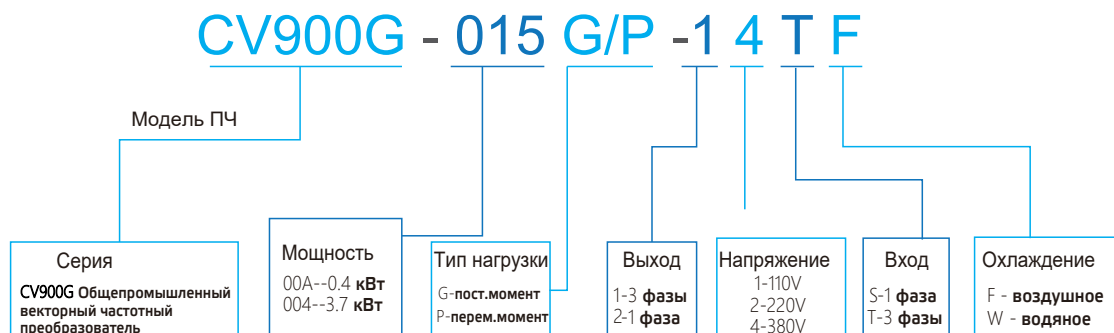 CV900G - 015 G/P -1 4 T F
Модель ПЧ
Серия
CV900G Общепромышленный
векторный частотный
преобразователь
Мощность
00A--0.4 кВт
004--3.7 кВт
Тип нагрузки
G-пост.момент
P-перем.момент
Выход
1-3 фазы
2-1 фаза
Напряжение
1-110V
2-220V
4-380V
Вход
S-1 фаза
T-3 фазы
Охлаждение
F - воздушное
W - водяное